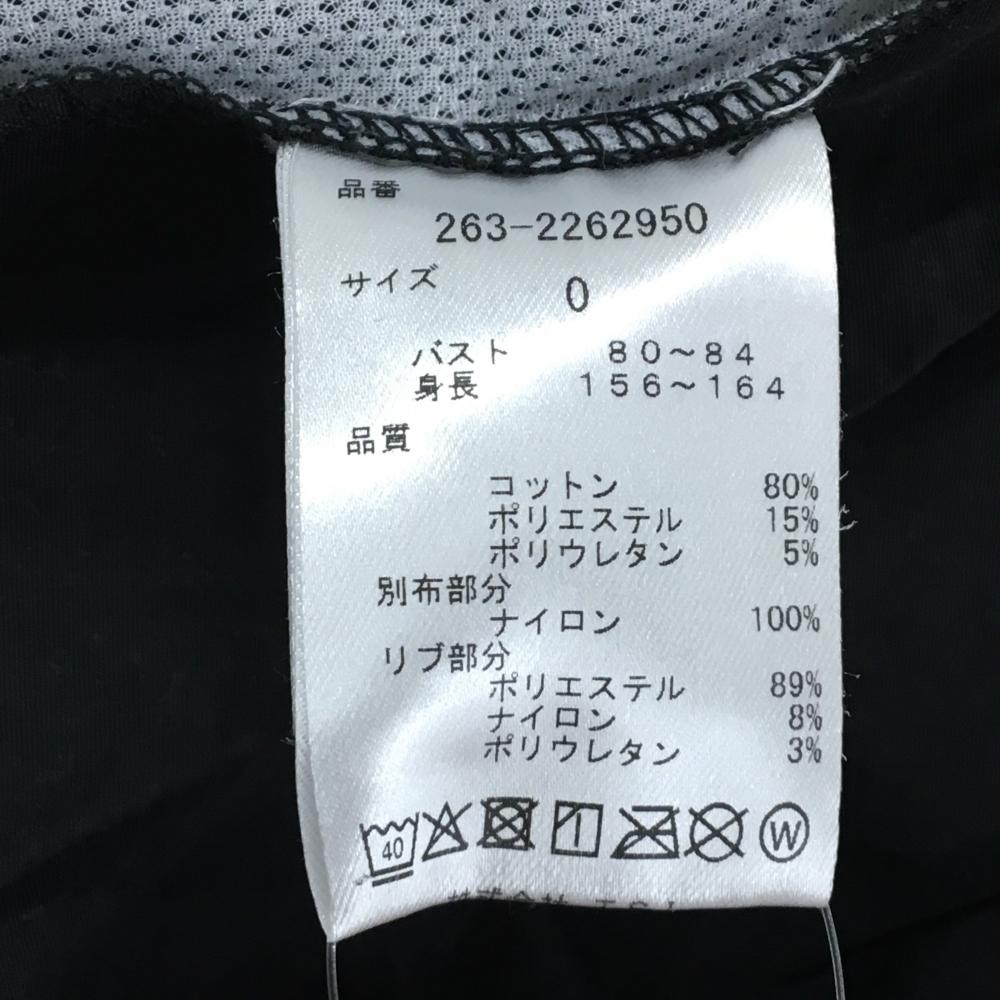 品番
263-2262950
サイズ 0
バスト 80~84
身長 156~164
品質
コットン 80%
ポリエステル 15%
ポリウレタン 5%
別布部分
ナイロン 100%
リブ部分
ポリエステル 89%
ナイロン 8%
ポリウレタン 3%
40 W